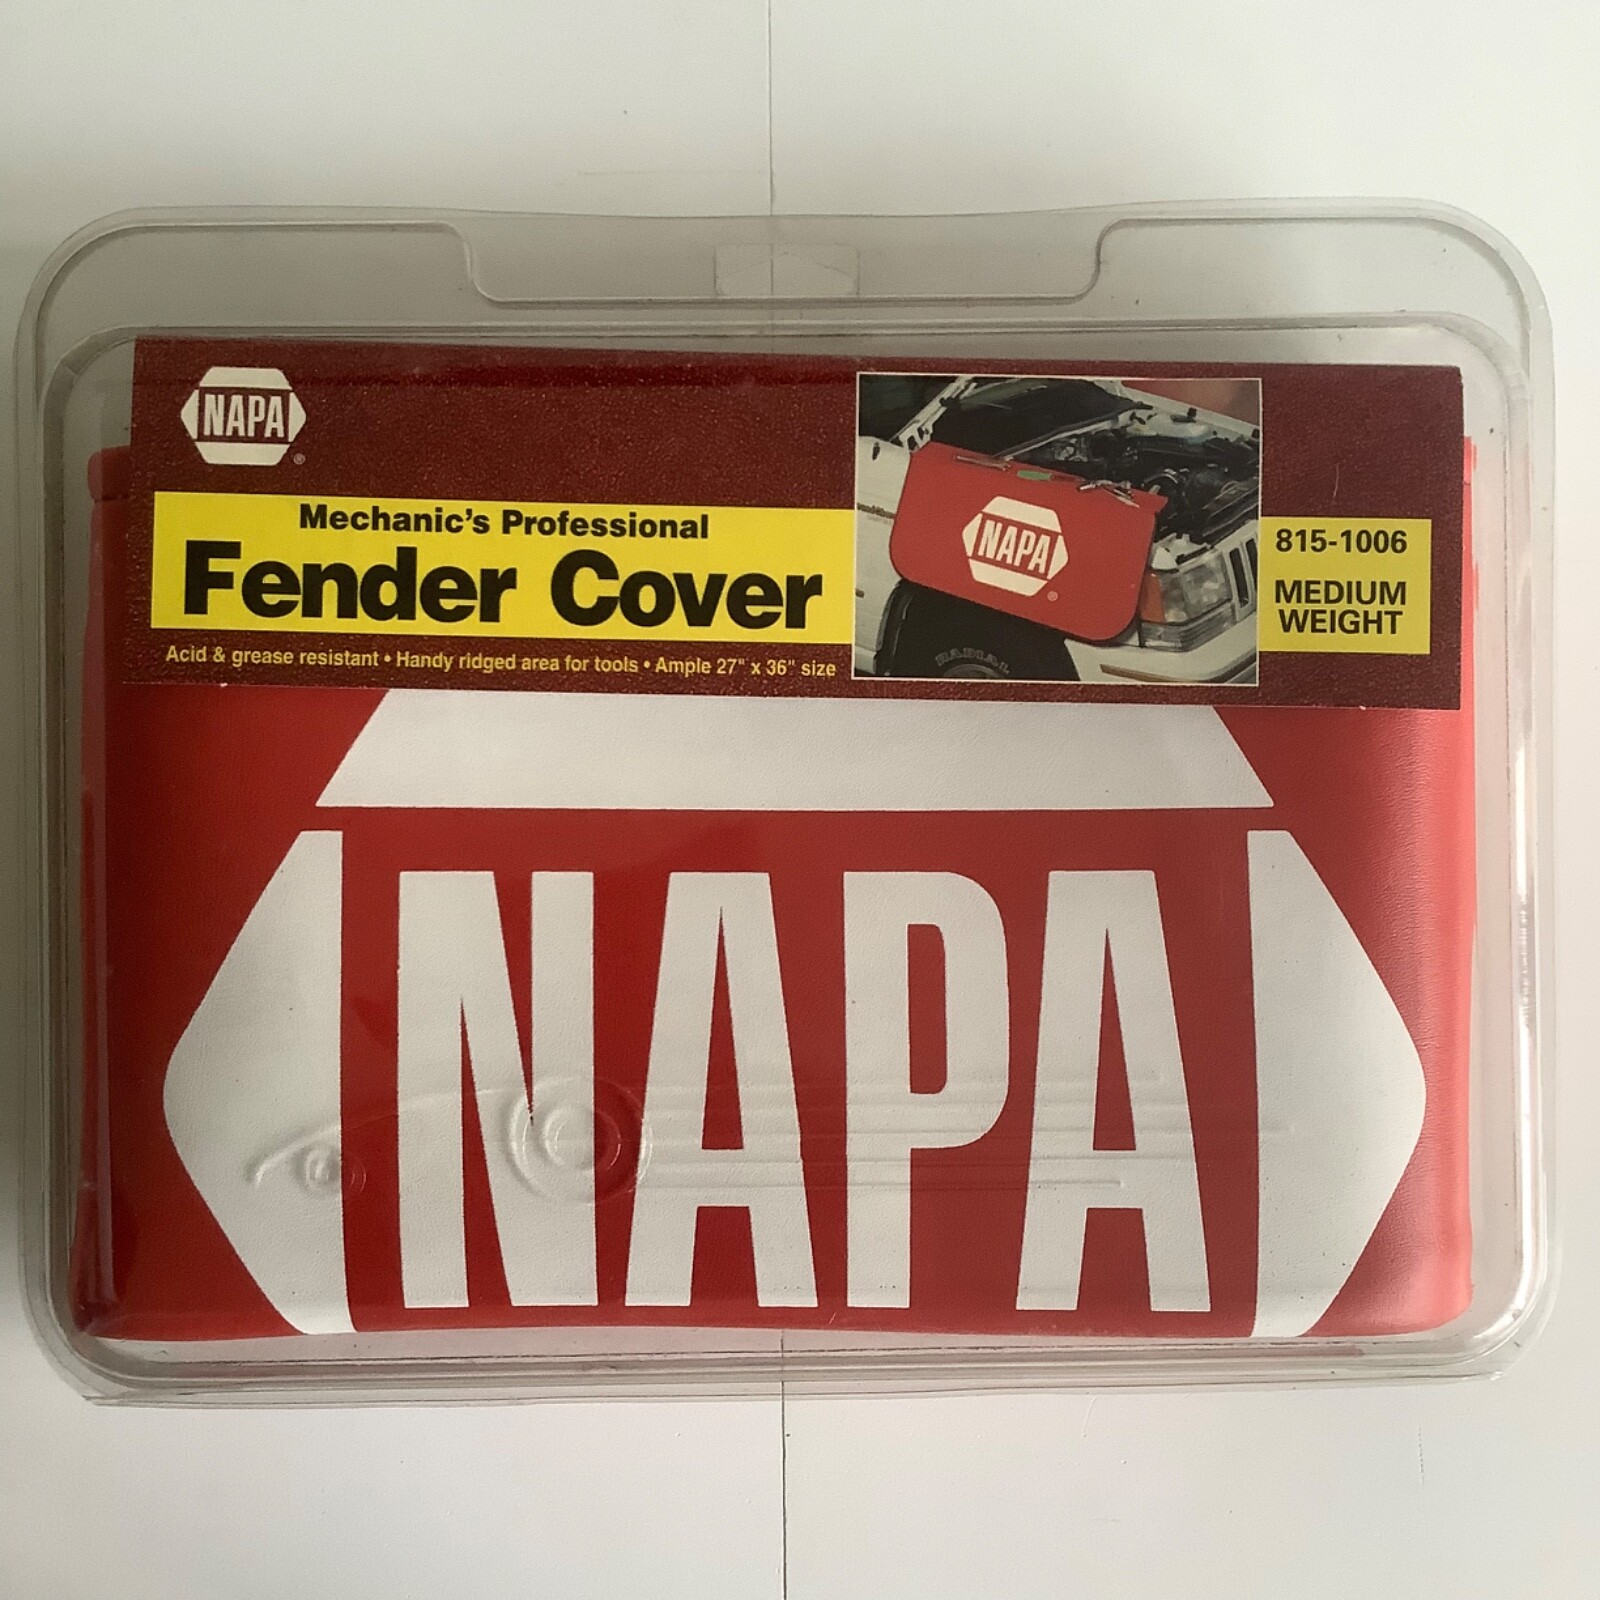 NAPA
®
Mechanic's Professional
Fender Cover
Acid & grease resistant • Handy ridged area for tools • Ample 27" x 36" size
NAPA
®
RADIAL
815-1006
MEDIUM
WEIGHT
NAPA